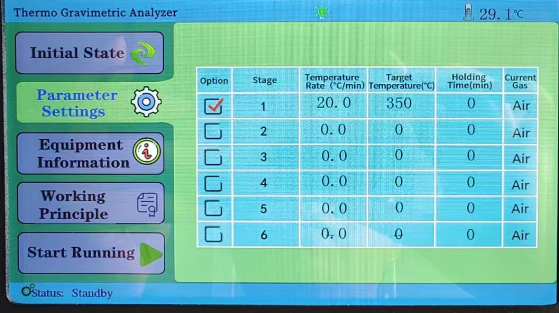 Thermo Gravimetric Analyzer
29.1℃
Initial State
Parameter
Settings
Equipment
Information
Working
Principle
Start Running
Option Stage Temperature Rate (℃/min) Target Temperature(℃) Holding Time(min) Current Gas
1 20.0 350 0 Air
2 0.0 0 0 Air
3 0.0 0 0 Air
4 0.0 0 0 Air
5 0.0 0 0 Air
6 0.0 0 0 Air
Status: Standby